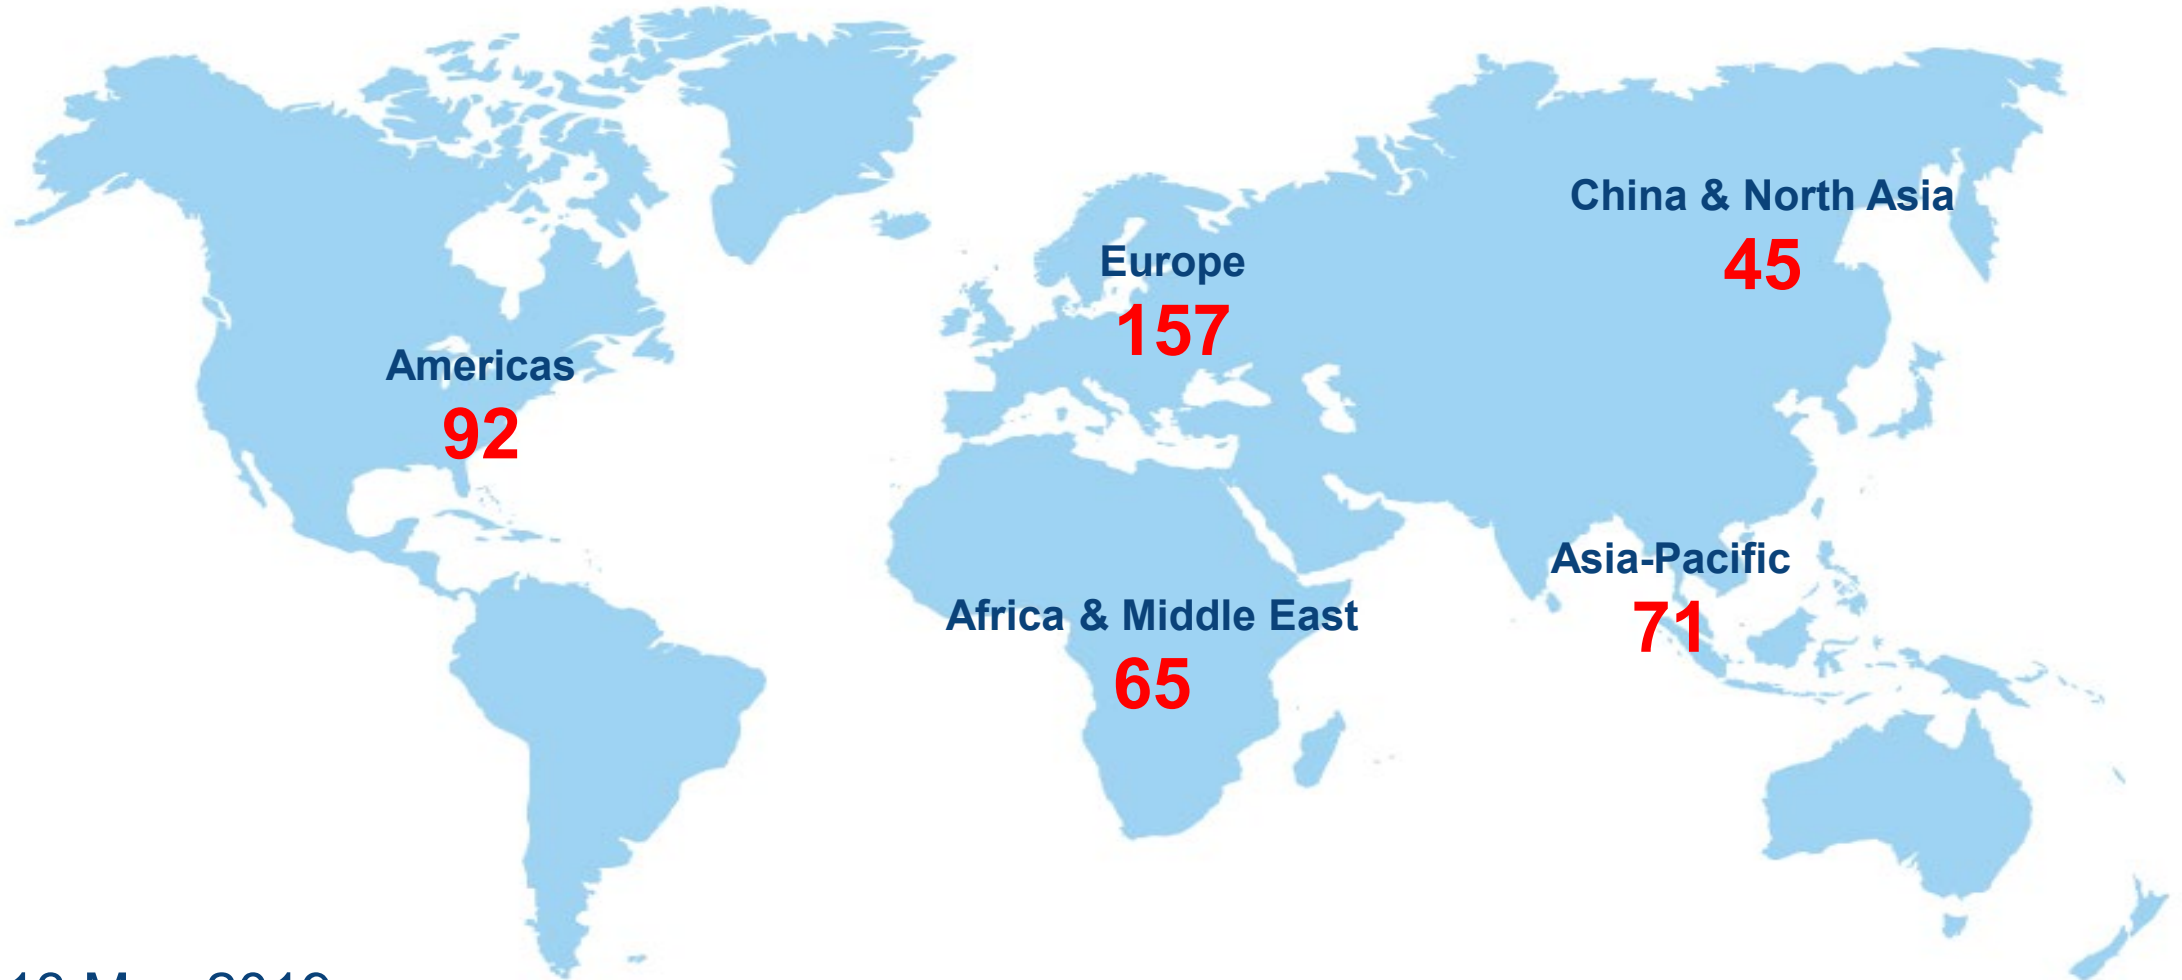 China & North Asia
45
Europe
157
Americas
92
Asia-Pacific
71
Africa & Middle East
65